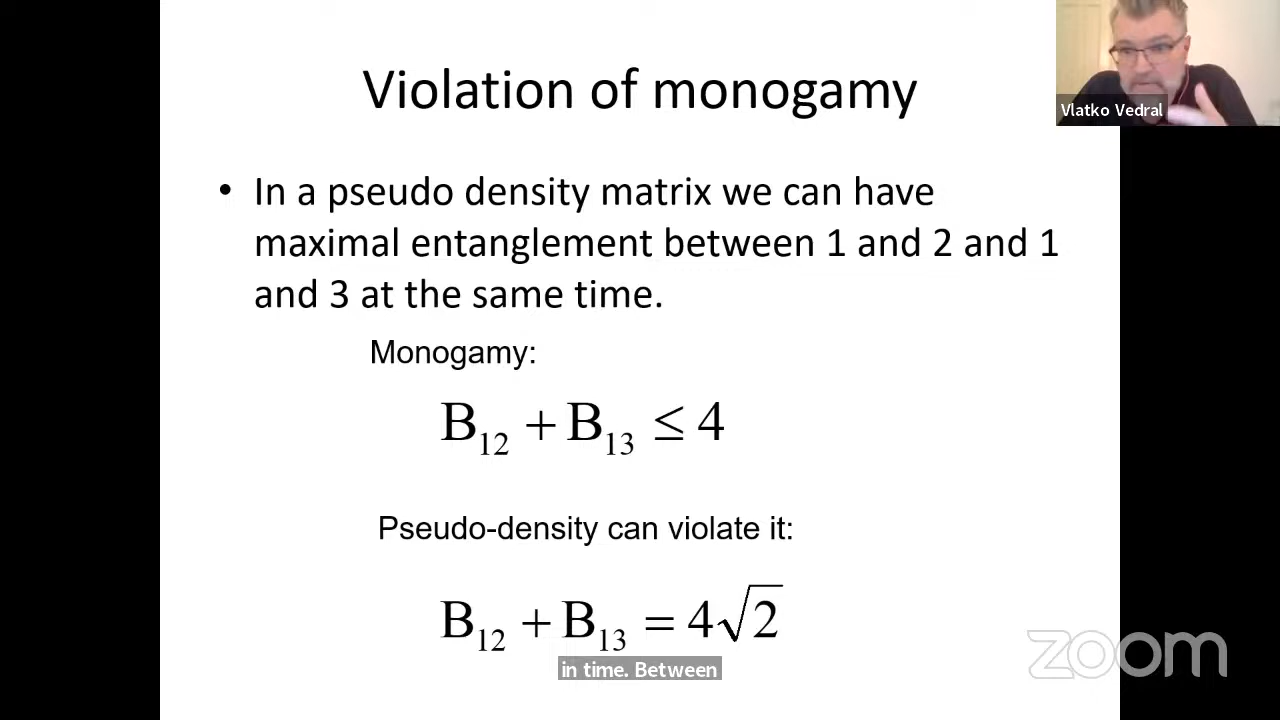 Violation of monogamy
Vlatko Vedral
• In a pseudo density matrix we can have
maximal entanglement between 1 and 2 and 1
and 3 at the same time.
Monogamy:
B₁₂ + B₁₃ ≤ 4
Pseudo-density can violate it:
B₁₂ + B₁₃ = 4√2
in time. Between
zoom